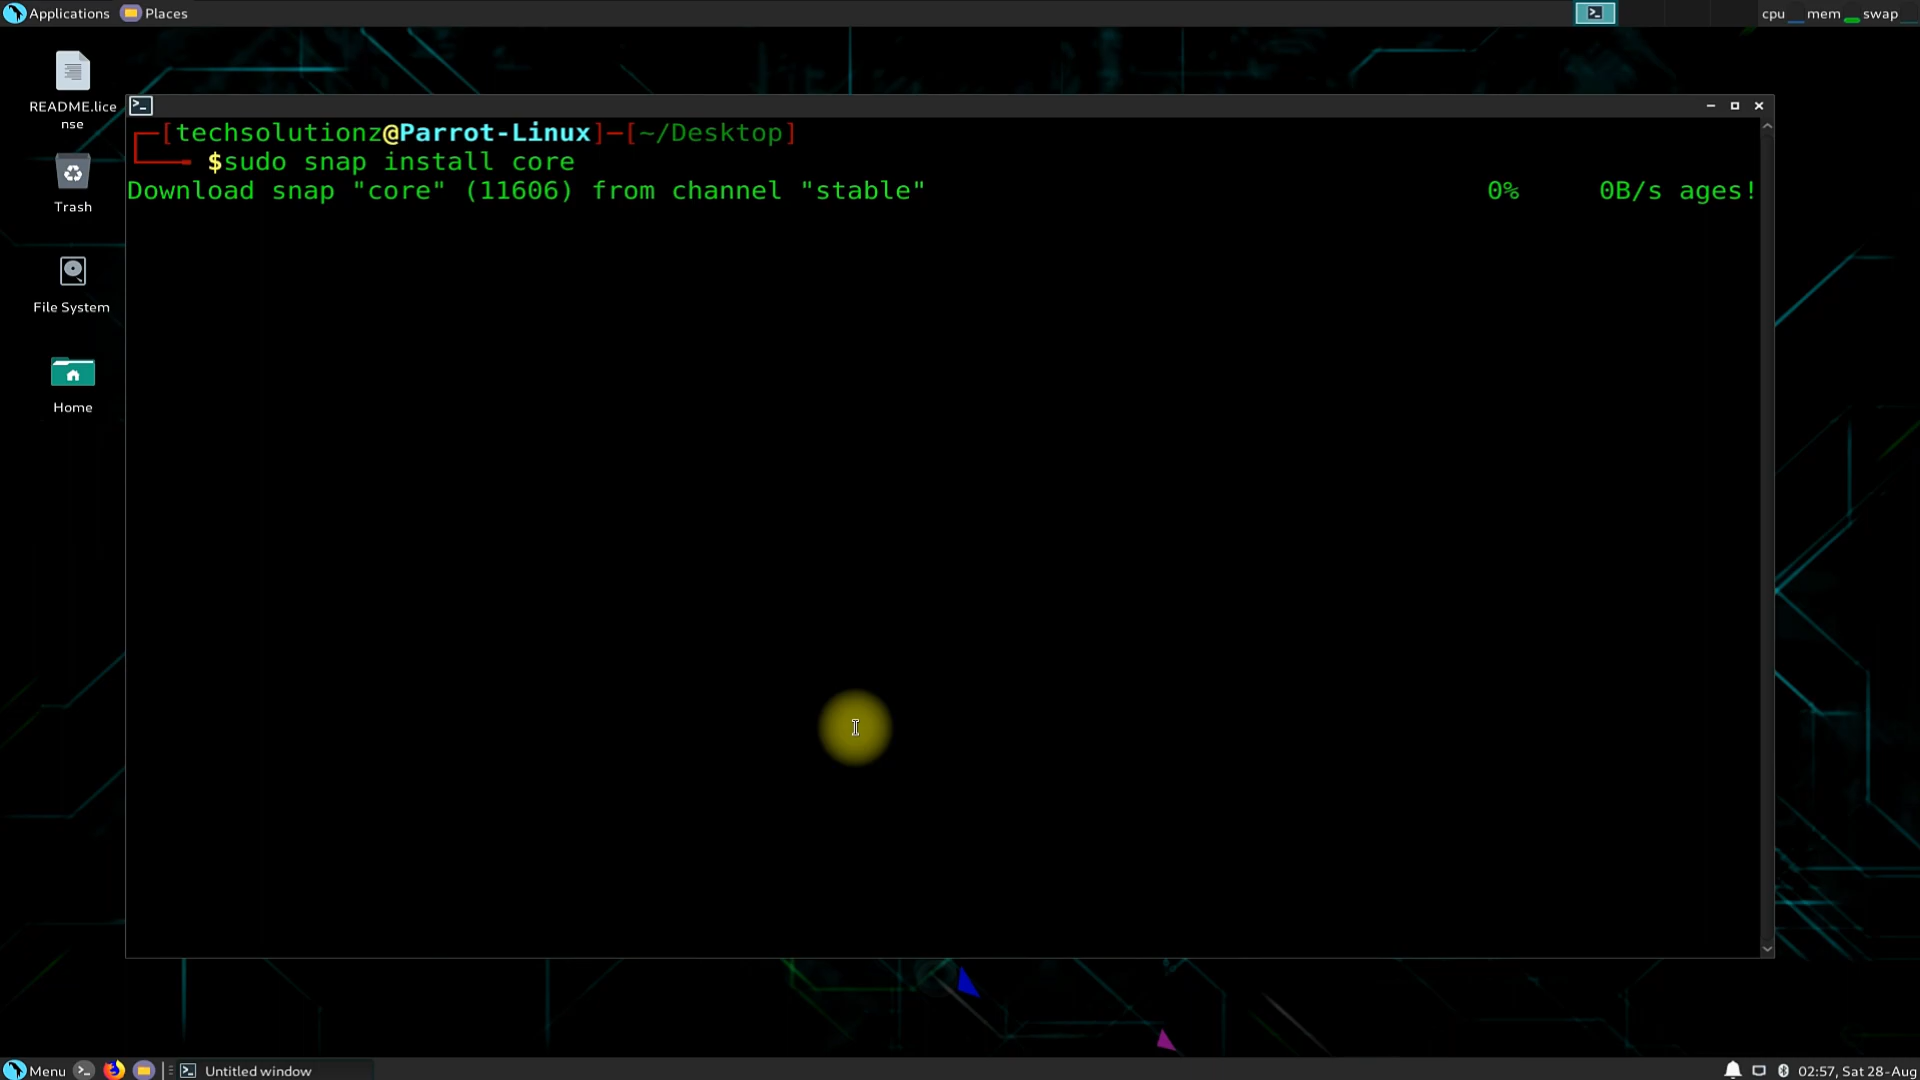 Applications Places
cpu mem swap
README.lice
nse
Trash
File System
Home
[techsolutionz@Parrot-Linux]─[~/Desktop]
$sudo snap install core
Download snap "core" (11606) from channel "stable" 0% 0B/s ages!
Menu Untitled window 02:57, Sat 28-Aug